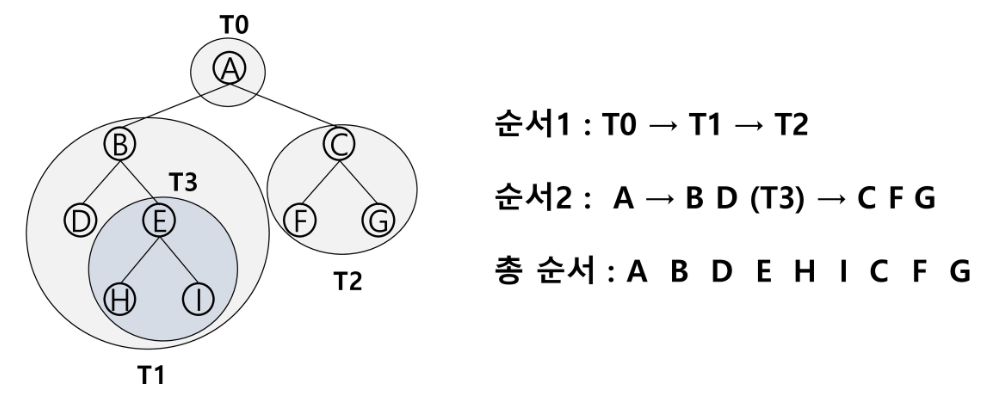 T0
A
B
C
T3
D
E
F
G
H
I
T2
T1
순서1 : T0 → T1 → T2
순서2 : A → B D (T3) → C F G
총 순서 : A B D E H I C F G